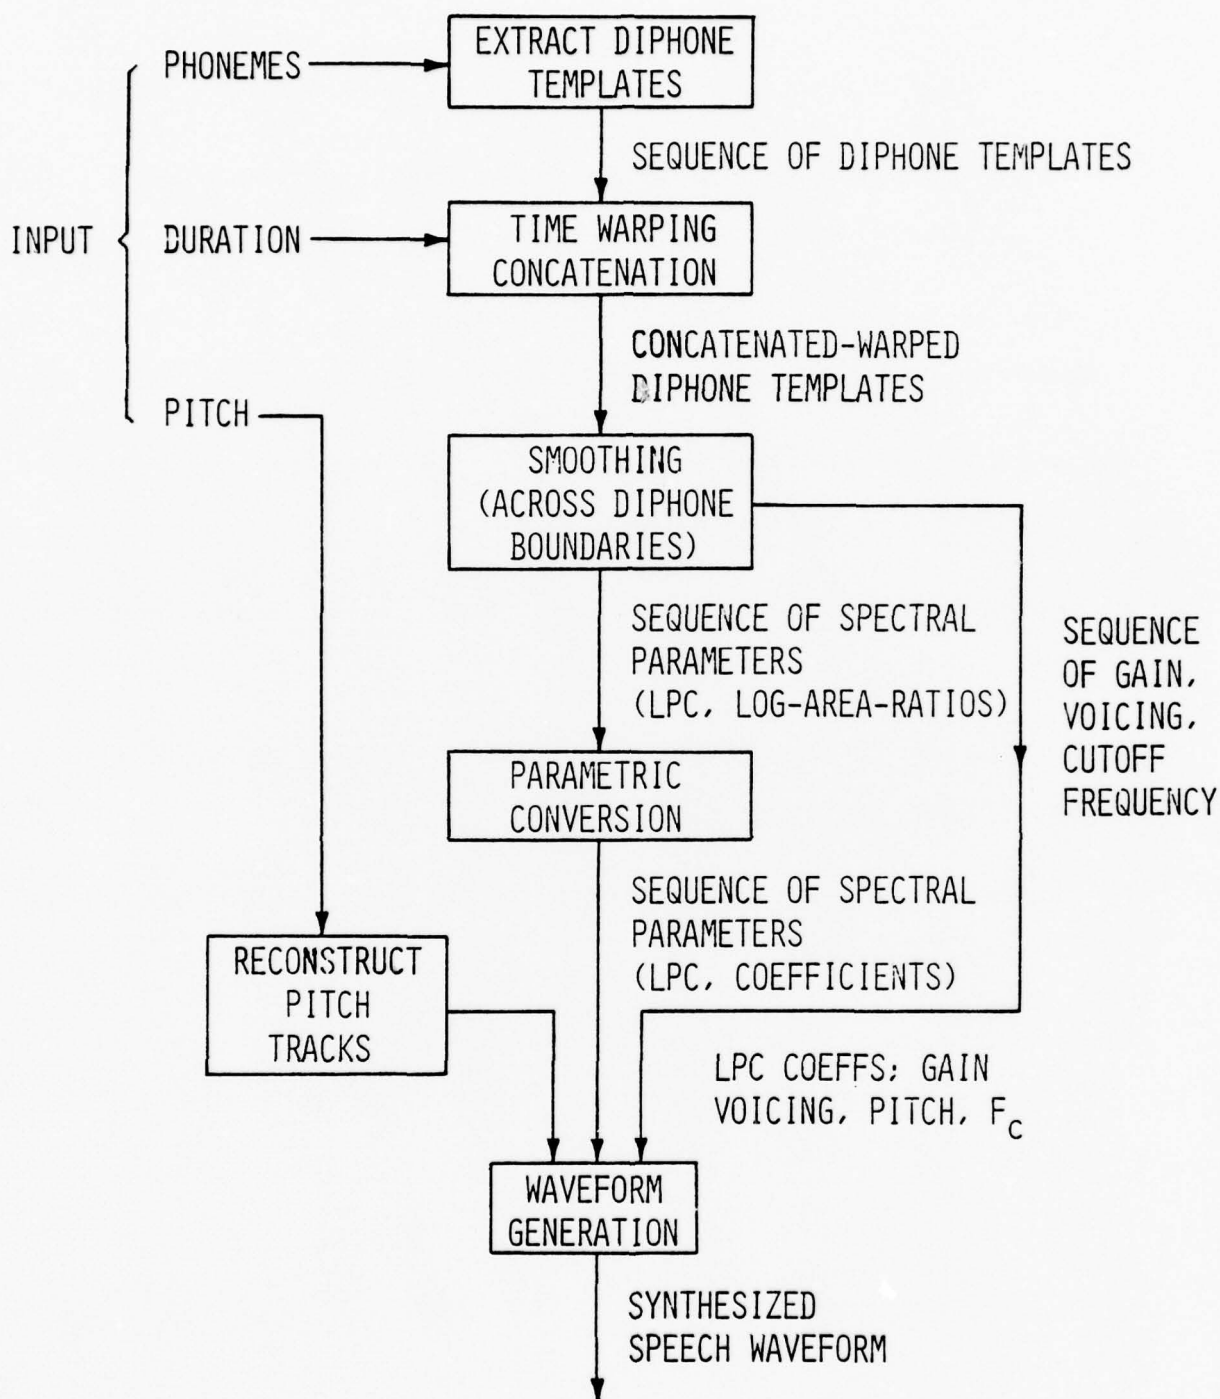 EXTRACT DIPHONE
TEMPLATES
PHONEMES
SEQUENCE OF DIPHONE TEMPLATES
INPUT
DURATION
TIME WARPING
CONCATENATION
CONCATENATED-WARPED
DIPHONE TEMPLATES
PITCH
SMOOTHING
(ACROSS DIPHONE
BOUNDARIES)
SEQUENCE OF SPECTRAL
PARAMETERS
(LPC, LOG-AREA-RATIOS)
SEQUENCE
OF GAIN,
VOICING,
CUTOFF
FREQUENCY
PARAMETRIC
CONVERSION
SEQUENCE OF SPECTRAL
PARAMETERS
(LPC, COEFFICIENTS)
RECONSTRUCT
PITCH
TRACKS
LPC COEFFS; GAIN
VOICING, PITCH, Fc
WAVEFORM
GENERATION
SYNTHESIZED
SPEECH WAVEFORM